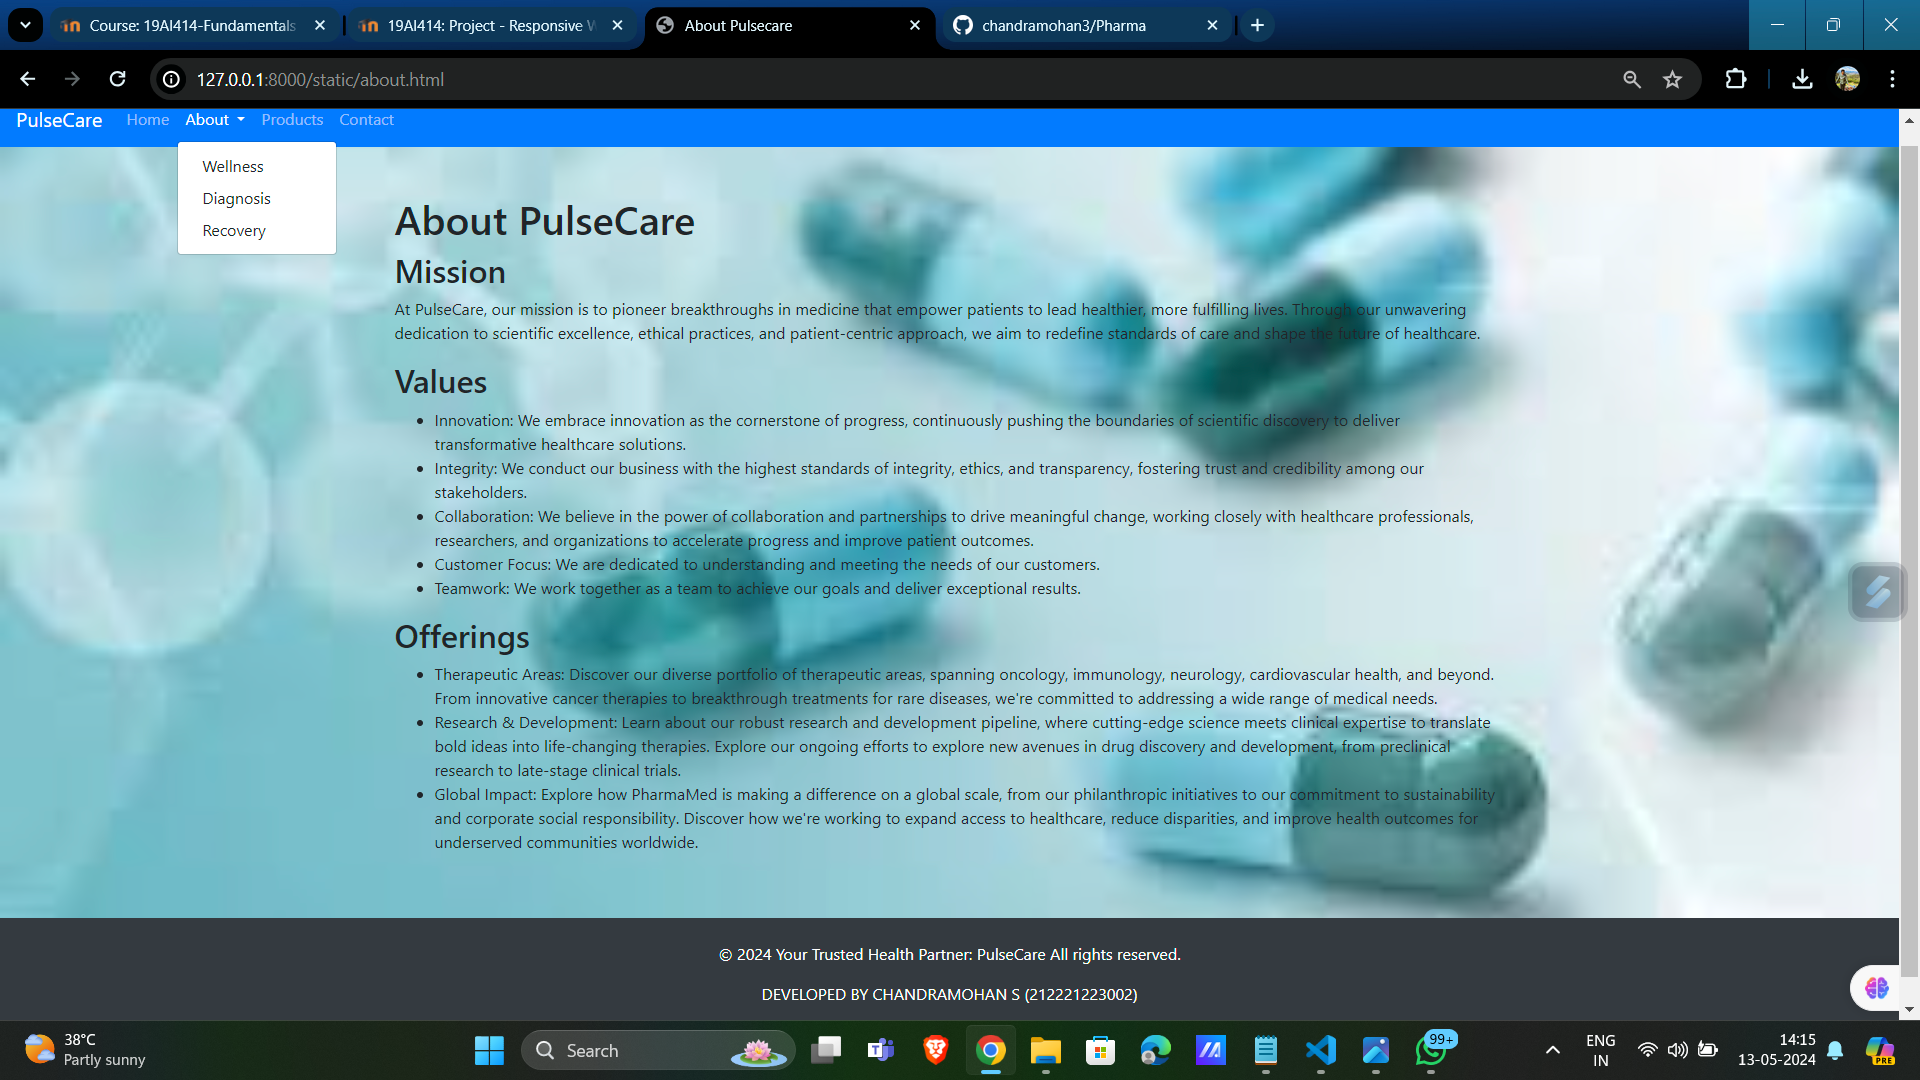 Course: 19AI414-Fundamentals
19AI414: Project - Responsive W
About Pulsecare
chandramohan3/Pharma
127.0.0.1:8000/static/about.html
PulseCare Home About Products Contact
Wellness
Diagnosis
Recovery
About PulseCare
Mission
At PulseCare, our mission is to pioneer breakthroughs in medicine that empower patients to lead healthier, more fulfilling lives. Through our unwavering
dedication to scientific excellence, ethical practices, and patient-centric approach, we aim to redefine standards of care and shape the future of healthcare.
Values
Innovation: We embrace innovation as the cornerstone of progress, continuously pushing the boundaries of scientific discovery to deliver
transformative healthcare solutions.
Integrity: We conduct our business with the highest standards of integrity, ethics, and transparency, fostering trust and credibility among our
stakeholders.
Collaboration: We believe in the power of collaboration and partnerships to drive meaningful change, working closely with healthcare professionals,
researchers, and organizations to accelerate progress and improve patient outcomes.
Customer Focus: We are dedicated to understanding and meeting the needs of our customers.
Teamwork: We work together as a team to achieve our goals and deliver exceptional results.
Offerings
Therapeutic Areas: Discover our diverse portfolio of therapeutic areas, spanning oncology, immunology, neurology, cardiovascular health, and beyond.
From innovative cancer therapies to breakthrough treatments for rare diseases, we're committed to addressing a wide range of medical needs.
Research & Development: Learn about our robust research and development pipeline, where cutting-edge science meets clinical expertise to translate
bold ideas into life-changing therapies. Explore our ongoing efforts to explore new avenues in drug discovery and development, from preclinical
research to late-stage clinical trials.
Global Impact: Explore how PharmaMed is making a difference on a global scale, from our philanthropic initiatives to our commitment to sustainability
and corporate social responsibility. Discover how we're working to expand access to healthcare, reduce disparities, and improve health outcomes for
underserved communities worldwide.
© 2024 Your Trusted Health Partner: PulseCare All rights reserved.
DEVELOPED BY CHANDRAMOHAN S (212221223002)
38°C
Partly sunny
Search
99+
ENG
IN
14:15
13-05-2024
PRE